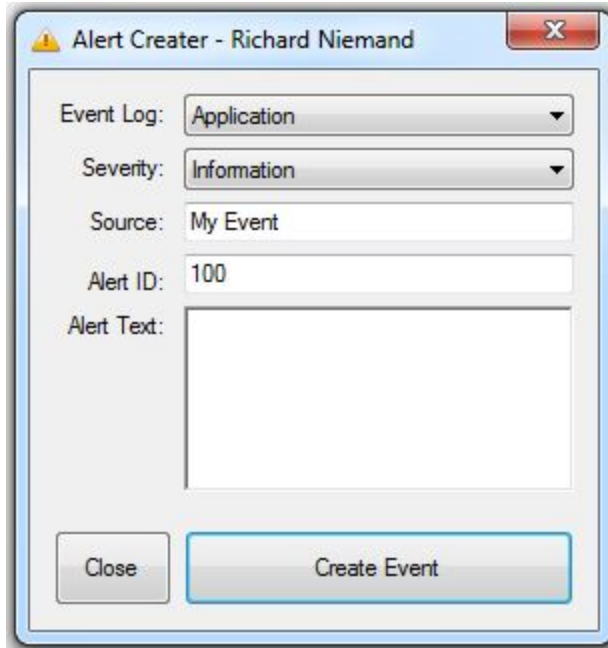 Alert Creater - Richard Niemand
Event Log: Application
Severity: Information
Source: My Event
Alert ID: 100
Alert Text:
Close Create Event